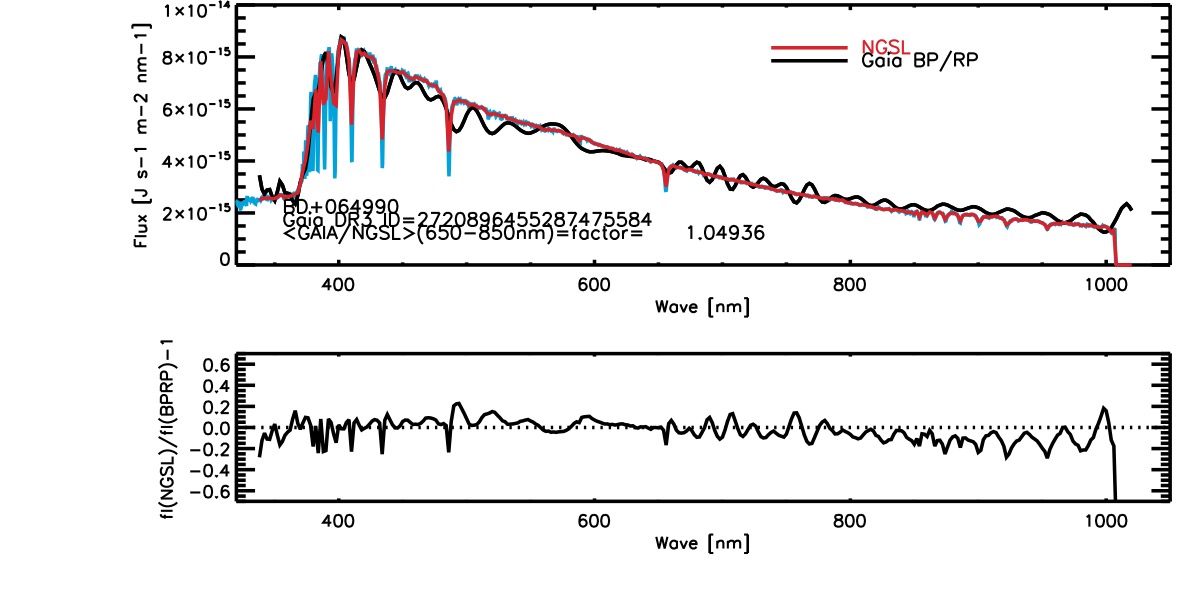 1×10⁻¹⁴
8×10⁻¹⁵
6×10⁻¹⁵
4×10⁻¹⁵
2×10⁻¹⁵
0
Flux [J s−1 m−2 nm−1]
NGSL
Gaia BP/RP
BD+064990
Gaia DR3 ID=2720896455287475584
<GAIA/NGSL>(650−850nm)=factor= 1.04936
400 600 800 1000
Wave [nm]
0.6
0.4
0.2
0.0
−0.2
−0.4
−0.6
fl(NGSL)/fl(BPRP)−1
400 600 800 1000
Wave [nm]